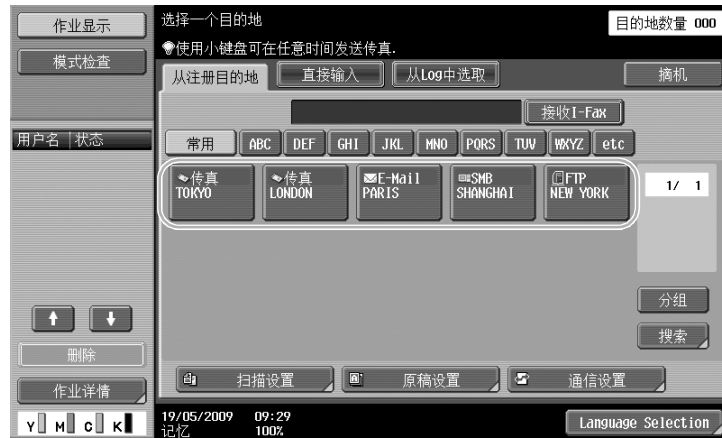 作业显示
模式检查
用户名 状态
删除
作业详情
Y M C K
选择一个目的地
目的地数量 000
使用小键盘可在任意时间发送传真.
从注册目的地 直接输入 从Log中选取 摘机
接收I-Fax
常用 ABC DEF GHI JKL MNO PQRS TUV WXYZ etc
传真 TOKYO
传真 LONDON
E-Mail PARIS
SMB SHANGHAI
FTP NEW YORK
1/ 1
分组
搜索
扫描设置 原稿设置 通信设置
19/05/2009 09:29
记忆 100%
Language Selection